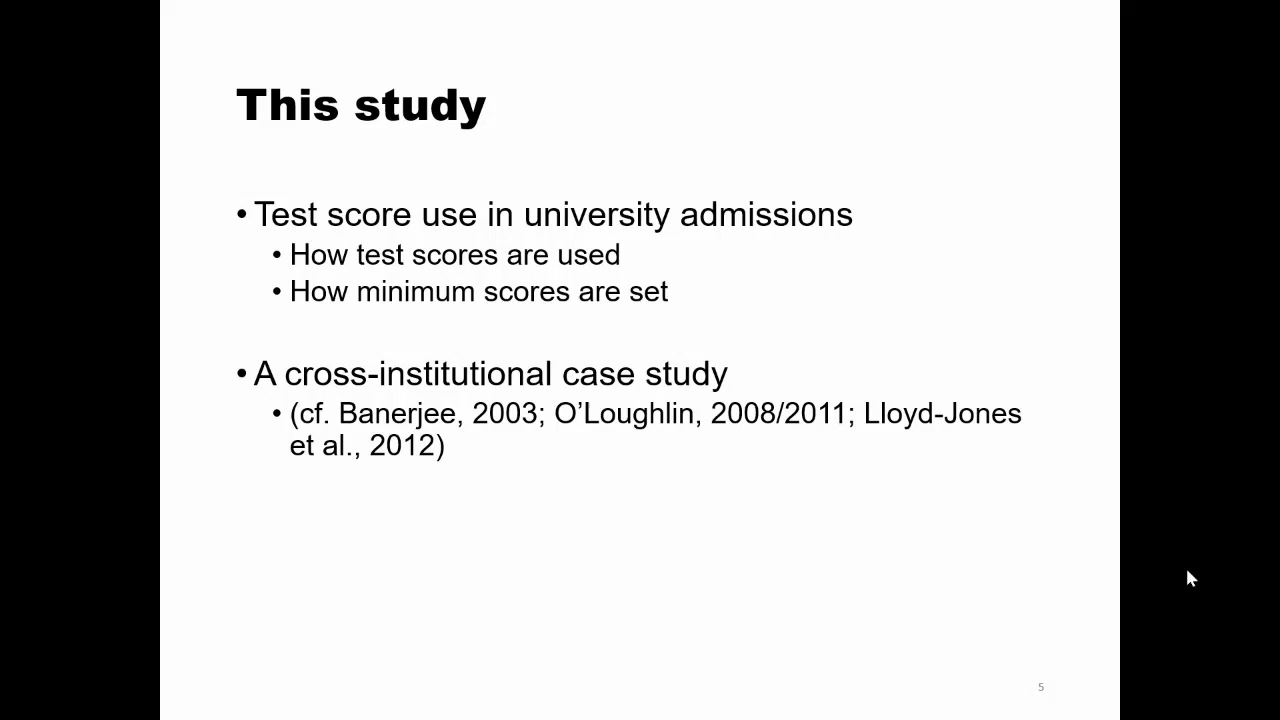 This study
• Test score use in university admissions
• How test scores are used
• How minimum scores are set
• A cross-institutional case study
• (cf. Banerjee, 2003; O’Loughlin, 2008/2011; Lloyd-Jones
et al., 2012)
5